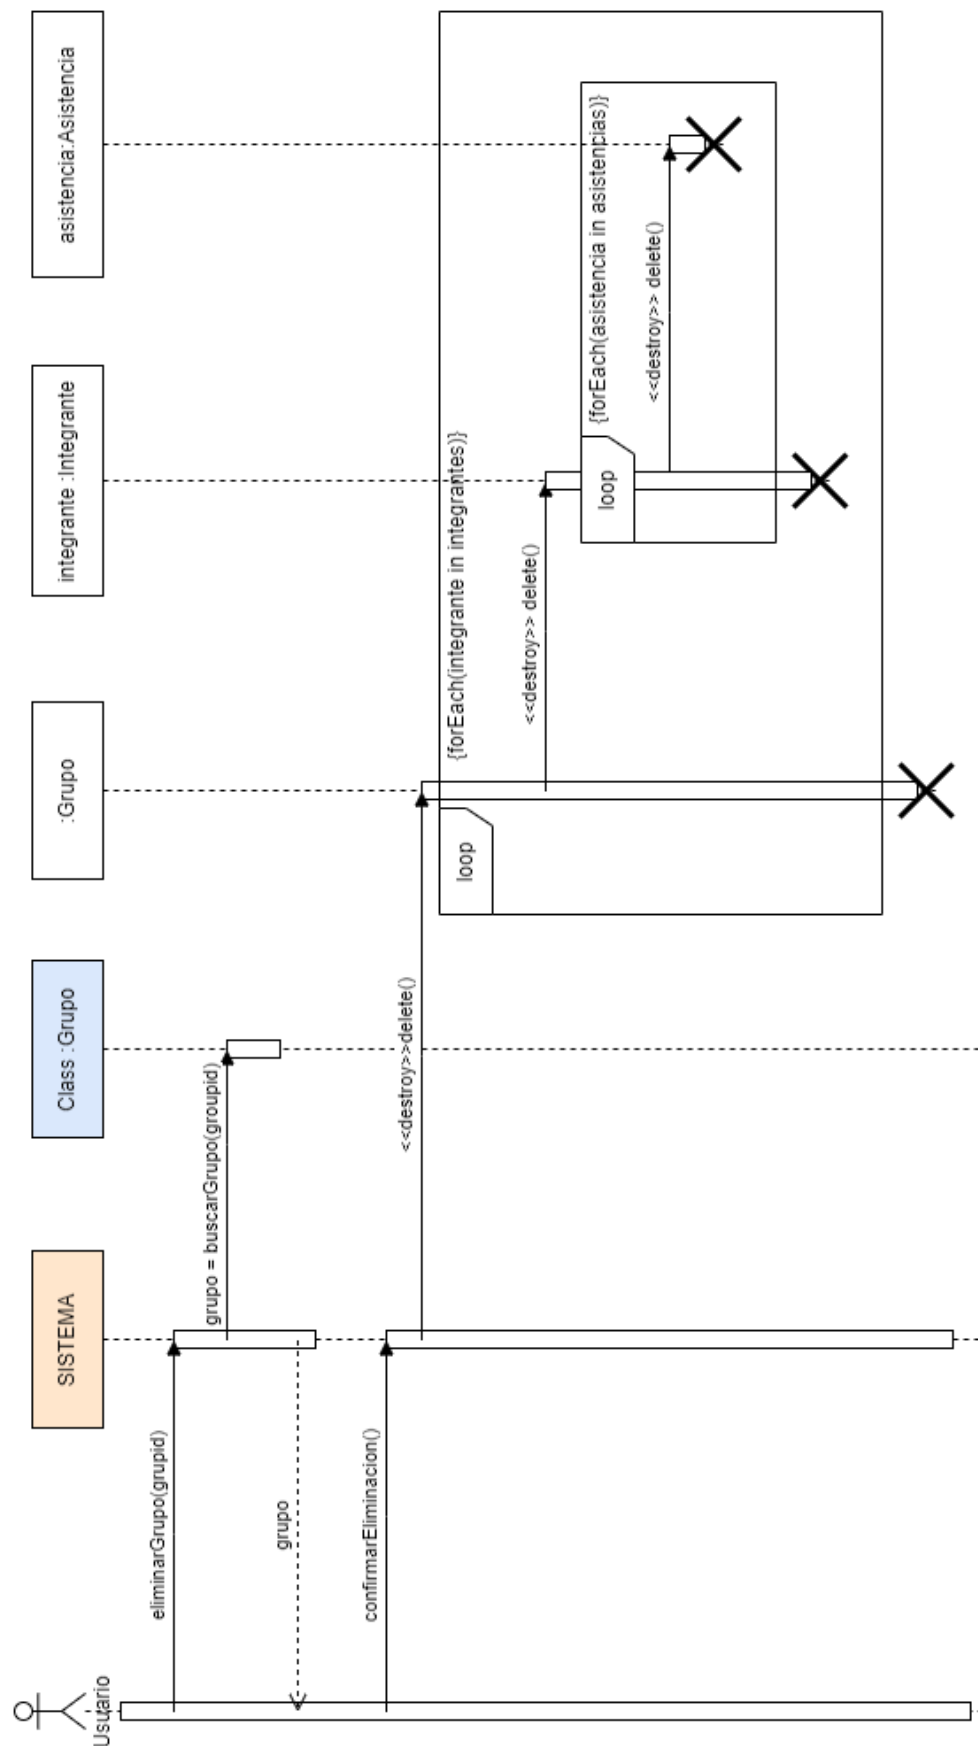 Usuario
SISTEMA
Class :Grupo
:Grupo
integrante :Integrante
asistencia:Asistencia
eliminarGrupo(grupid)
grupo = buscarGrupo(groupid)
grupo
confirmarEliminacion()
<<destroy>>delete()
loop
{forEach(integrante in integrantes)}
<<destroy>> delete()
loop
{forEach(asistencia in asistencias)}
<<destroy>> delete()